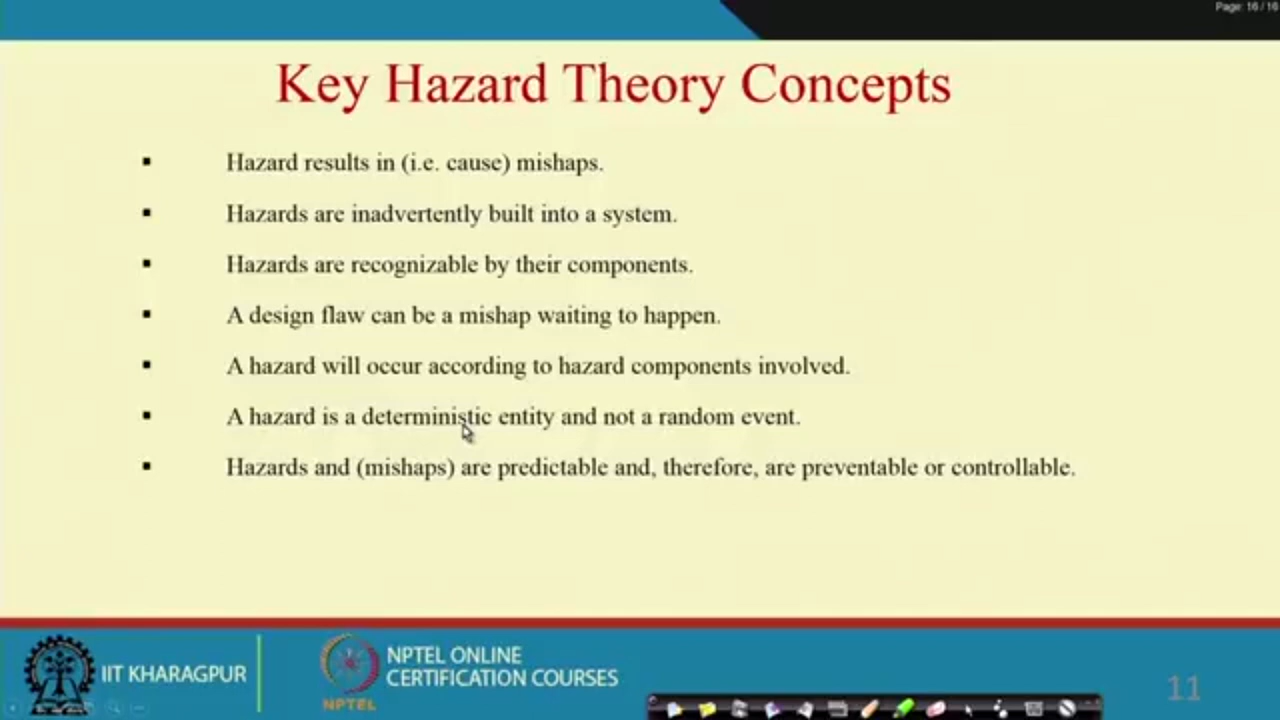 Page: 16 / 16
Key Hazard Theory Concepts
▪ Hazard results in (i.e. cause) mishaps.
▪ Hazards are inadvertently built into a system.
▪ Hazards are recognizable by their components.
▪ A design flaw can be a mishap waiting to happen.
▪ A hazard will occur according to hazard components involved.
▪ A hazard is a deterministic entity and not a random event.
▪ Hazards and (mishaps) are predictable and, therefore, are preventable or controllable.
IIT KHARAGPUR
NPTEL
NPTEL ONLINE
CERTIFICATION COURSES
11